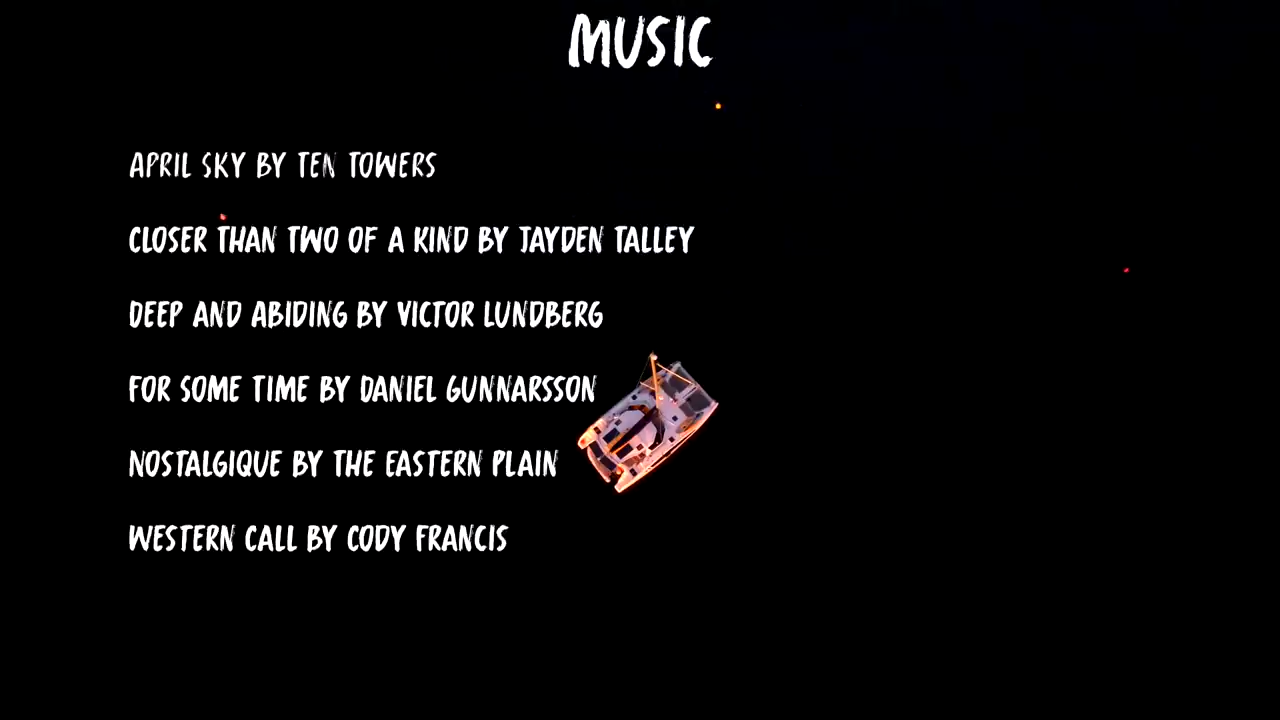 MUSIC
APRIL SKY BY TEN TOWERS
CLOSER THAN TWO OF A KIND BY JAYDEN TALLEY
DEEP AND ABIDING BY VICTOR LUNDBERG
FOR SOME TIME BY DANIEL GUNNARSSON
NOSTALGIQUE BY THE EASTERN PLAIN
WESTERN CALL BY CODY FRANCIS